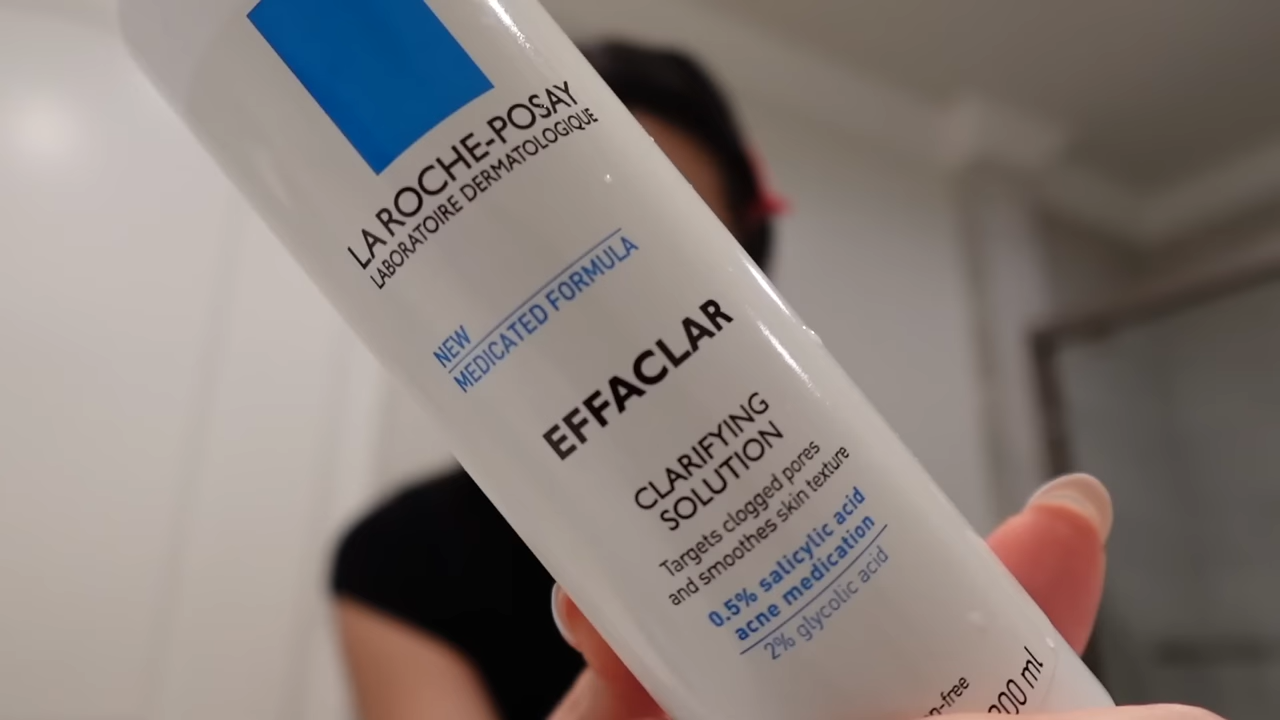 LA ROCHE-POSAY
LABORATOIRE DERMATOLOGIQUE
NEW
MEDICATED FORMULA
EFFACLAR
CLARIFYING
SOLUTION
Targets clogged pores
and smoothes skin texture
0.5% salicylic acid
acne medication
2% glycolic acid
ml